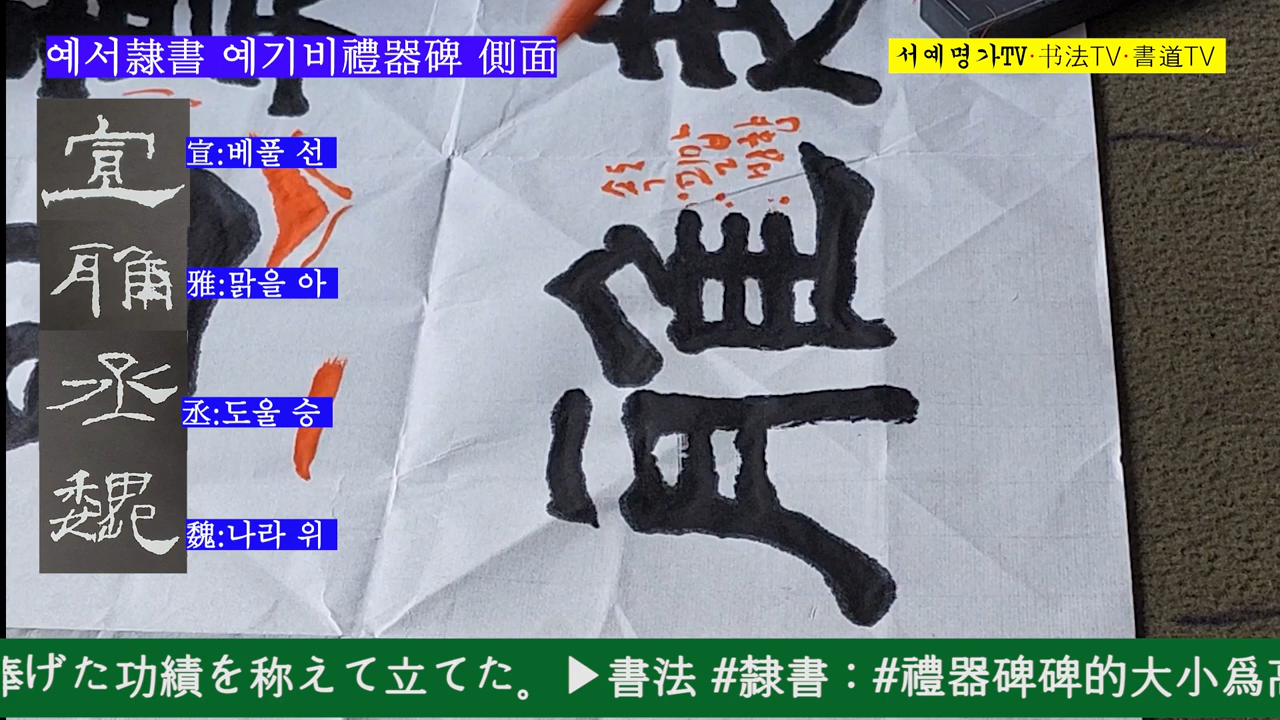 예서隷書 예기비禮器碑 側面
서예명가TV·书法TV·書道TV
宣
宣:베풀 선
雅
雅:맑을 아
丞
丞:도울 승
魏
魏:나라 위
雅
捧げた功績を称えて立てた。▶書法 #隸書：#禮器碑碑的大小爲高